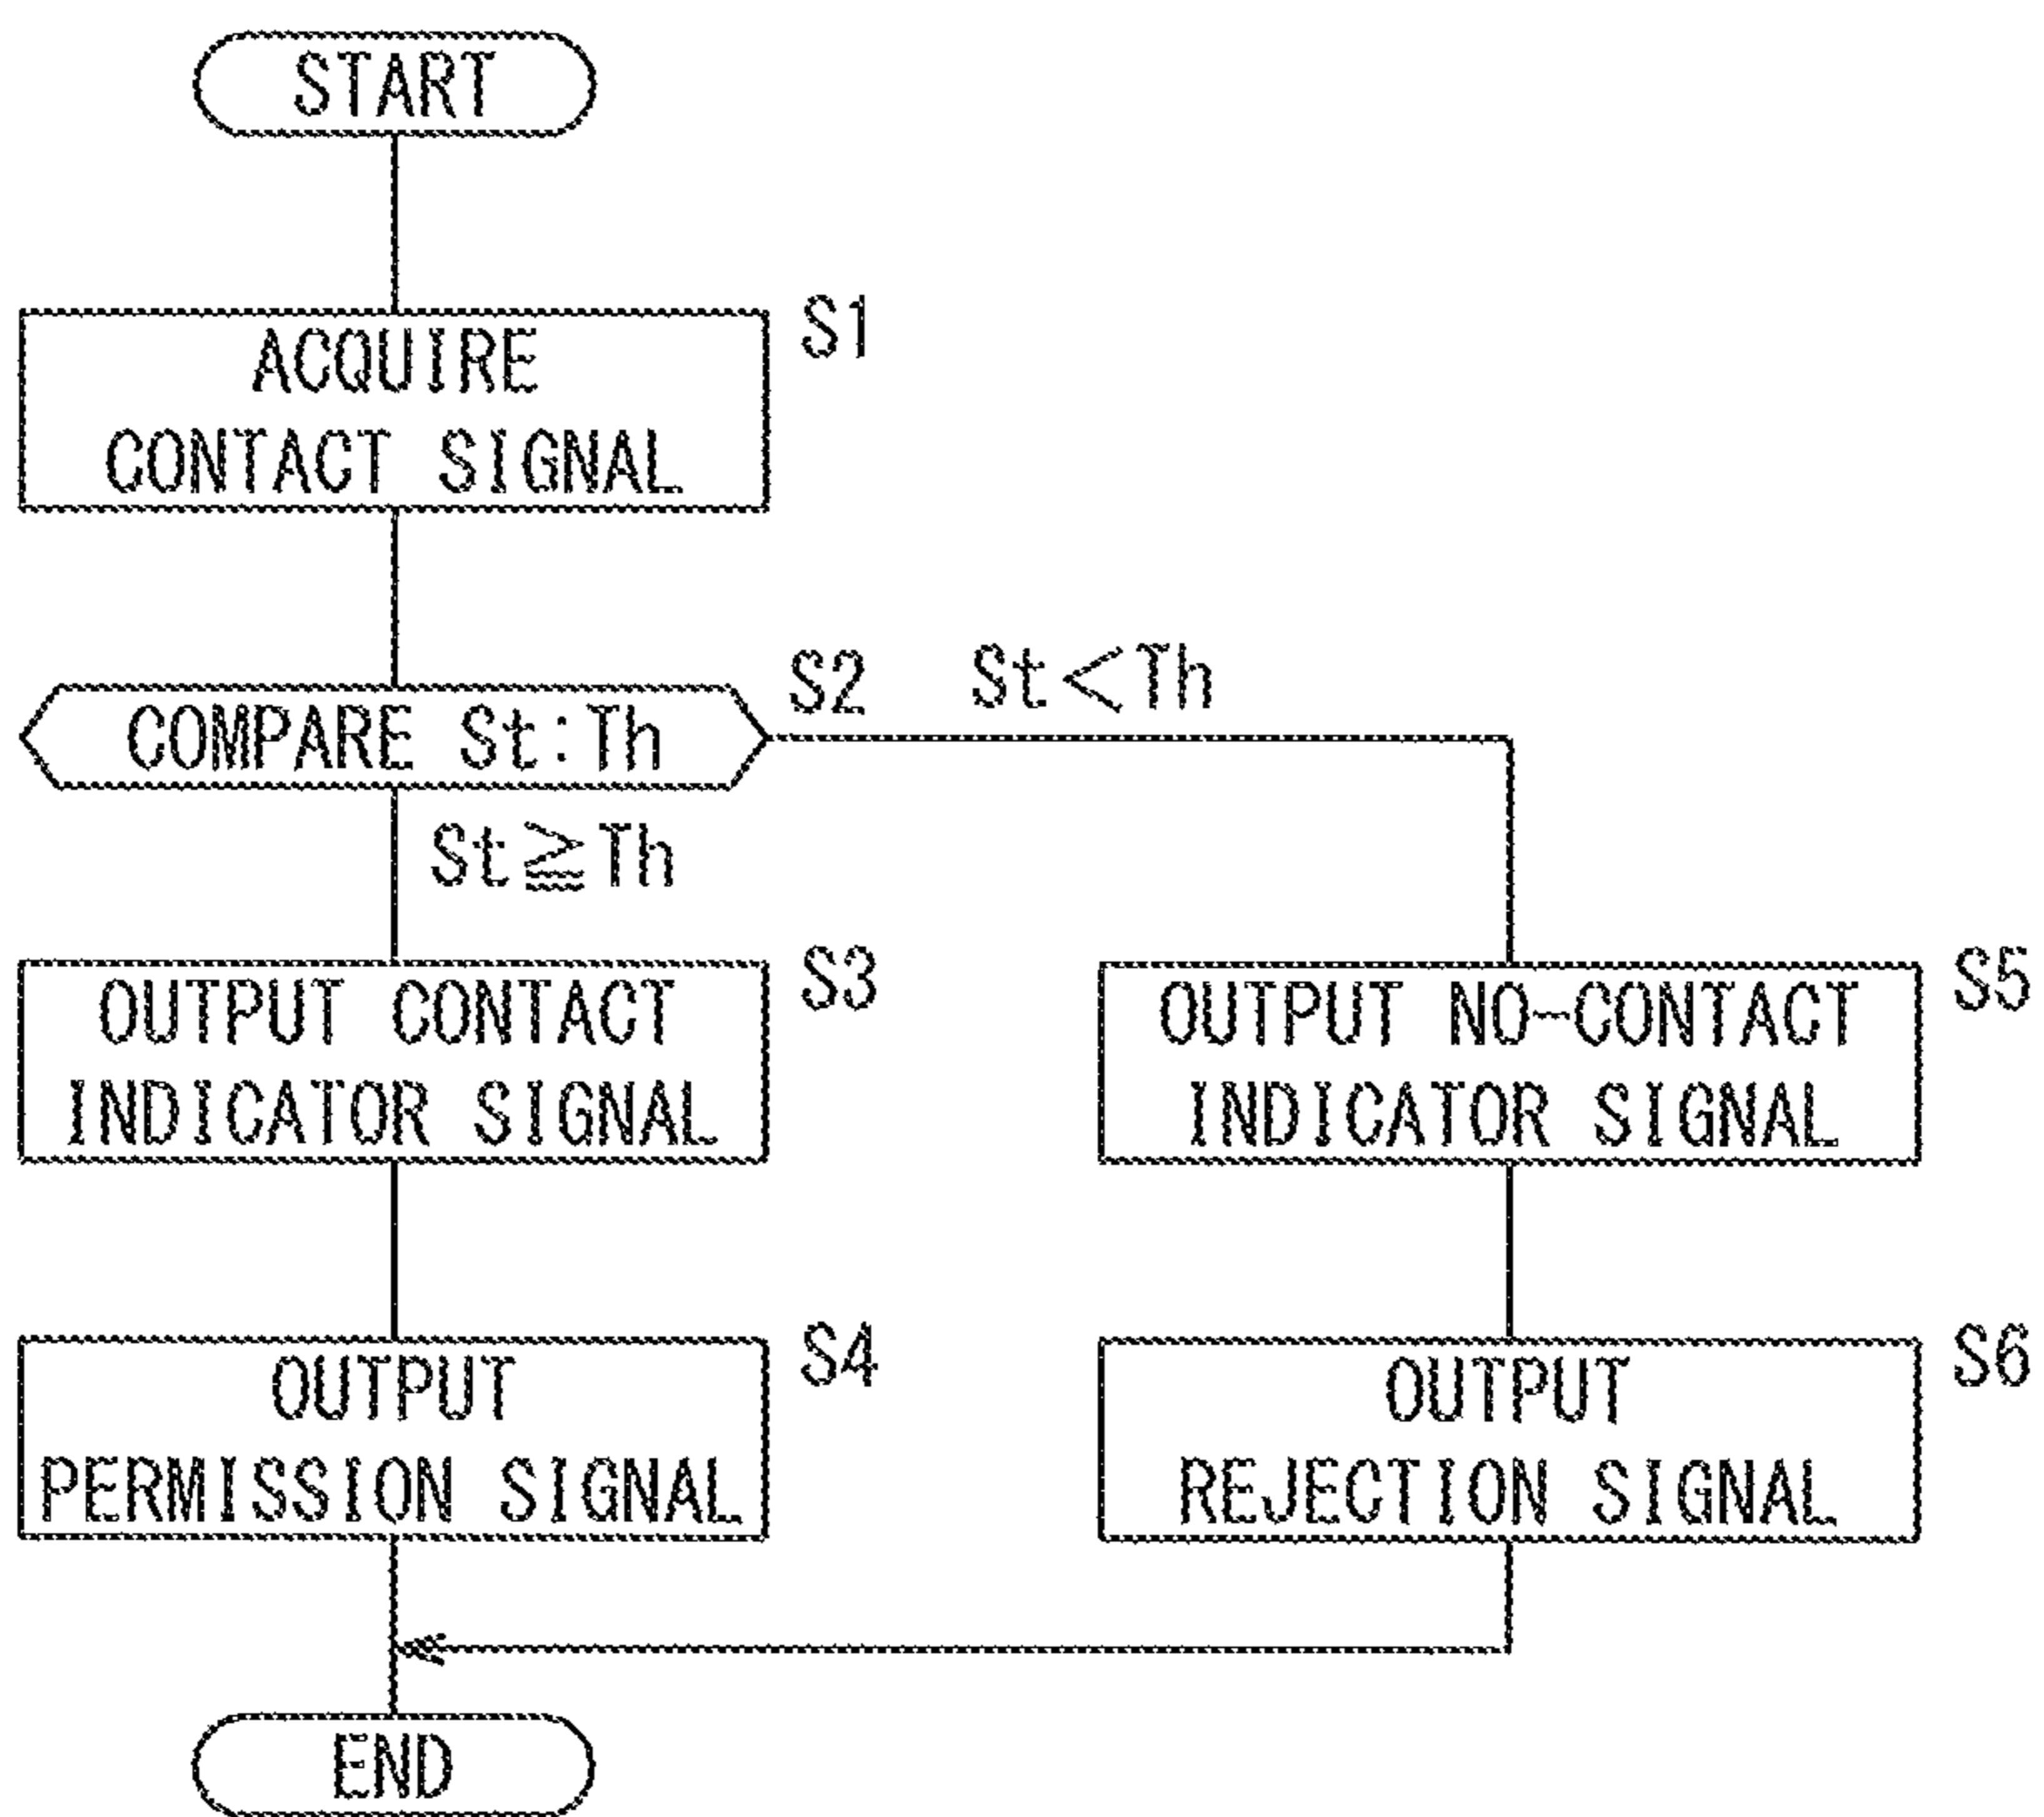 START
ACQUIRE
CONTACT SIGNAL
S1
COMPARE St:Th
S2
St<Th
St≧Th
OUTPUT CONTACT
INDICATOR SIGNAL
S3
OUTPUT NO-CONTACT
INDICATOR SIGNAL
S5
OUTPUT
PERMISSION SIGNAL
S4
OUTPUT
REJECTION SIGNAL
S6
END